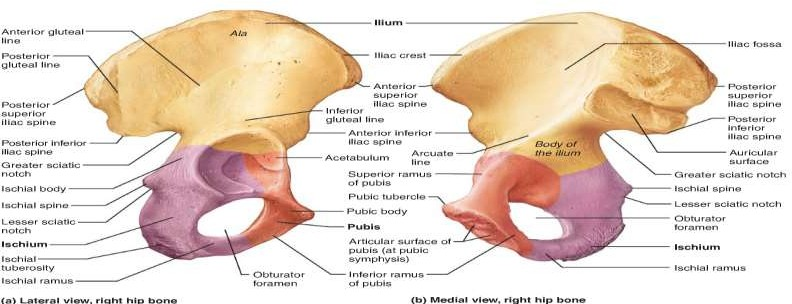 Anterior gluteal
line
Posterior
gluteal line
Posterior
superior
iliac spine
Posterior inferior
iliac spine
Greater sciatic
notch
Ischial body
Ischial spine
Lesser sciatic
notch
Ischium
Ischial
tuberosity
Ischial ramus
Ala
Ilium
Iliac crest
Anterior
superior
iliac spine
Inferior
gluteal line
Anterior inferior
iliac spine
Acetabulum
Arcuate
line
Superior ramus
of pubis
Pubic tubercle
Pubic body
Pubis
Articular surface of
pubis (at pubic
symphysis)
Inferior ramus
of pubis
Obturator
foramen
Body of
the ilium
Iliac fossa
Posterior
superior
iliac spine
Posterior
inferior
iliac spine
Auricular
surface
Greater sciatic notch
Ischial spine
Lesser sciatic notch
Obturator
foramen
Ischium
Ischial ramus
(a) Lateral view, right hip bone
(b) Medial view, right hip bone